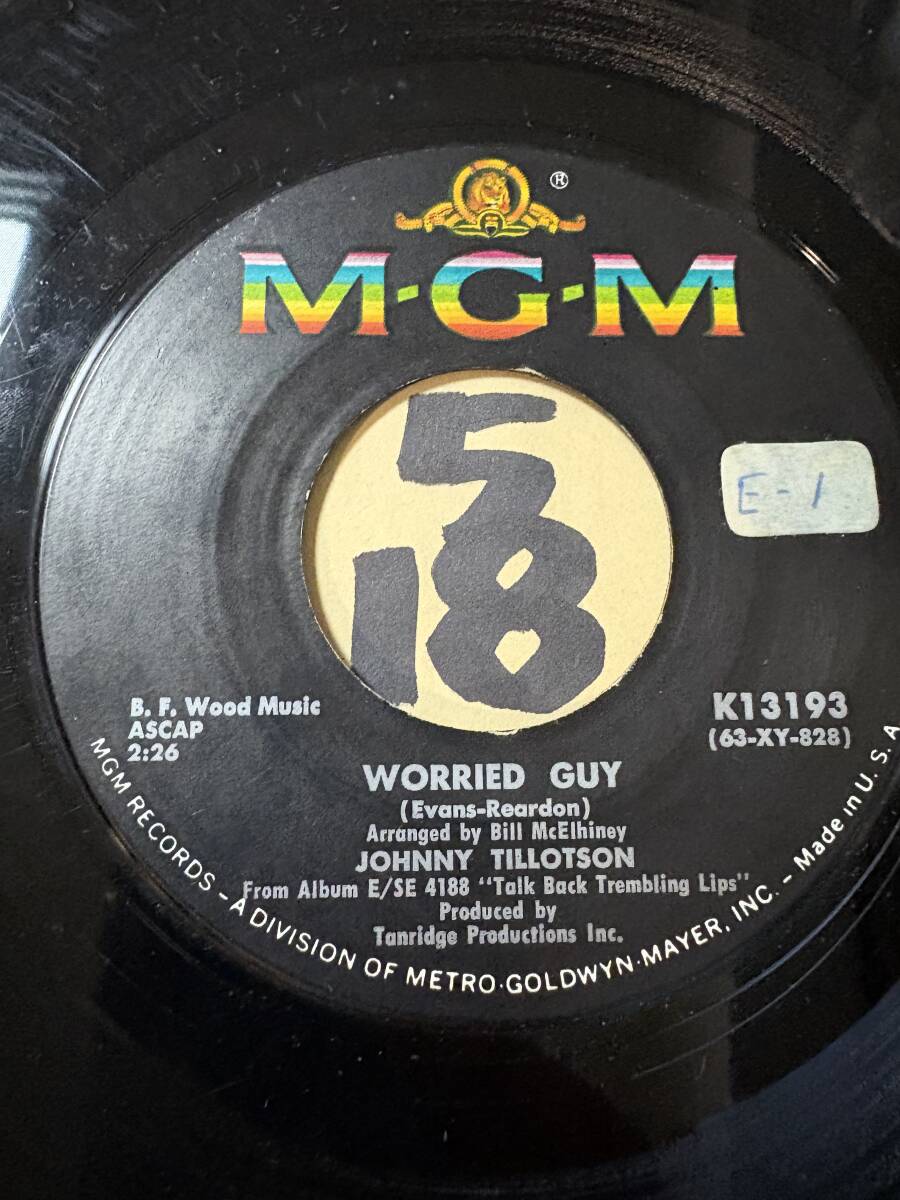 ®
M·G·M
5
18
E-1
B. F. Wood Music
ASCAP
2:26
K13193
(63-XY-828)
WORRIED GUY
(Evans-Reardon)
Arranged by Bill McElhiney
JOHNNY TILLOTSON
From Album E/SE 4188 "Talk Back Trembling Lips"
Produced by
Tanridge Productions Inc.
MGM RECORDS – A DIVISION OF METRO·GOLDWYN·MAYER, INC. – Made in U. S. A